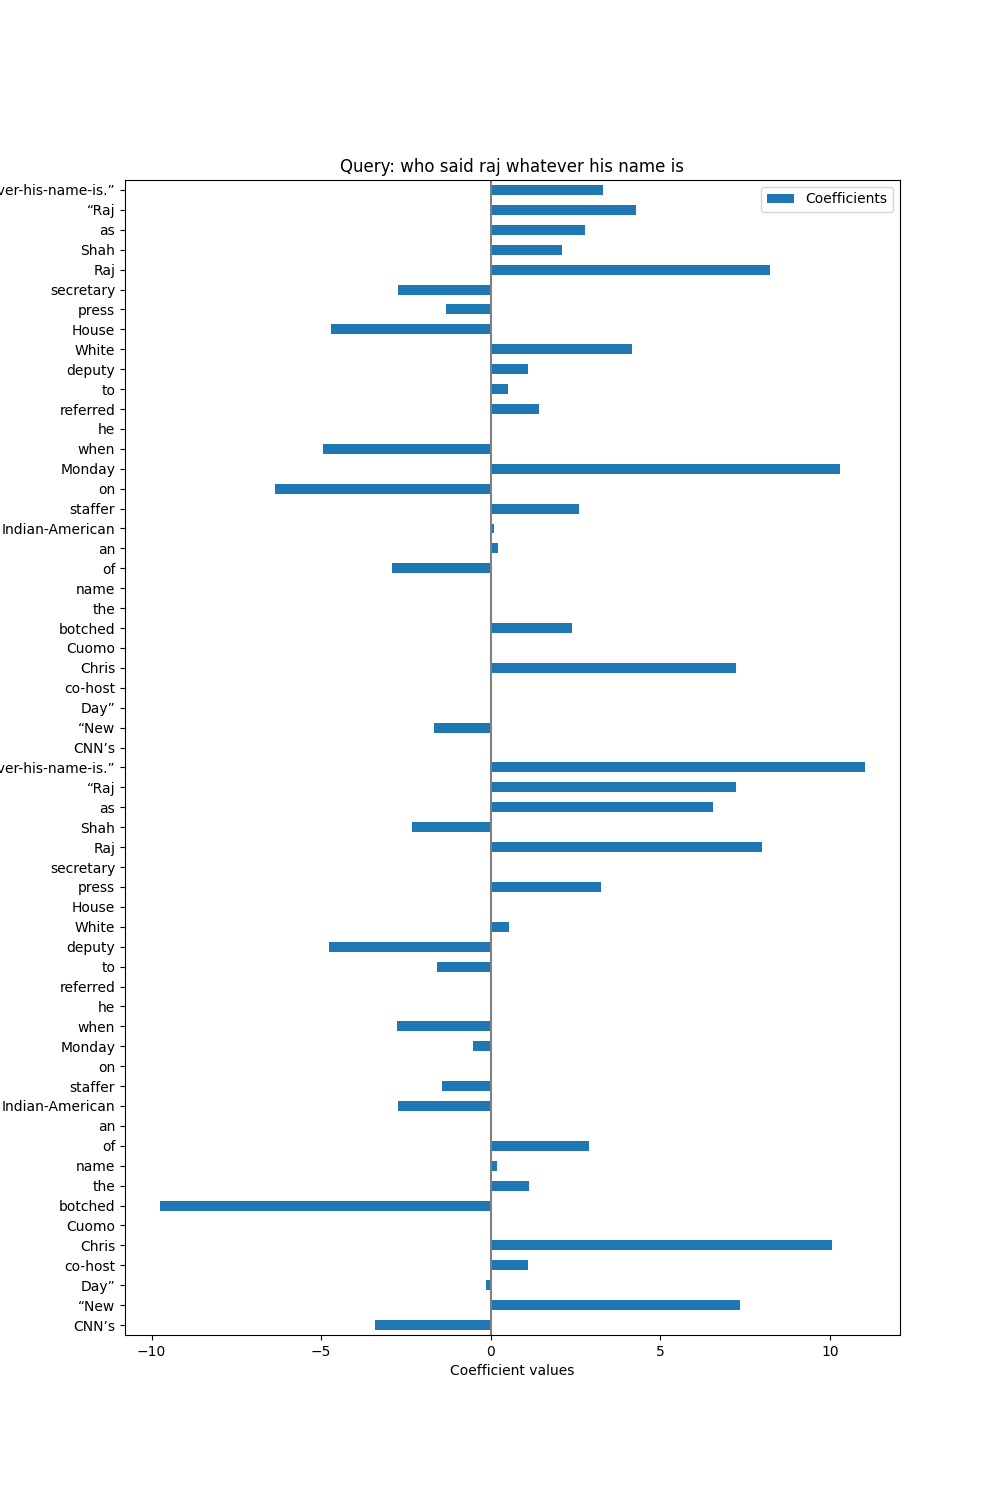 Query: who said raj whatever his name is
ver-his-name-is.”
“Raj
as
Shah
Raj
secretary
press
House
White
deputy
to
referred
he
when
Monday
on
staffer
Indian-American
an
of
name
the
botched
Cuomo
Chris
co-host
Day”
“New
CNN’s
ver-his-name-is.”
“Raj
as
Shah
Raj
secretary
press
House
White
deputy
to
referred
he
when
Monday
on
staffer
Indian-American
an
of
name
the
botched
Cuomo
Chris
co-host
Day”
“New
CNN’s
Coefficients
−10 −5 0 5 10
Coefficient values